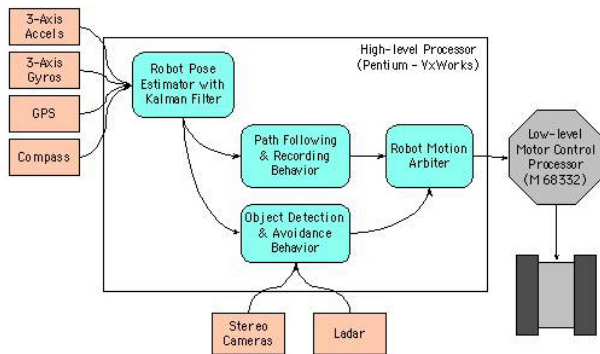 3-Axis
Accels
3-Axis
Gyros
GPS
Compass
High-level Processor
(Pentium - VxWorks)
Robot Pose
Estimator with
Kalman Filter
Path Following
& Recording
Behavior
Robot Motion
Arbiter
Low-level
Motor Control
Processor
(M 68332)
Object Detection
& Avoidance
Behavior
Stereo
Cameras
Ladar